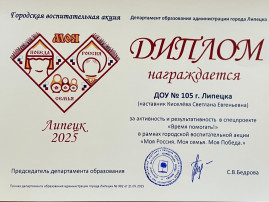 Городская воспитательная акция
Департамент образования администрации города Липецка
МОЯ
ПОБЕДА
РОССИЯ
СЕМЬЯ
Липецк
2025
ДИПЛОМ
награждается
ДОУ № 105 г. Липецка
(наставник Киселёва Светлана Евгеньевна)
за активность и результативность в спецпроекте
«Время помогать!»
в рамках городской воспитательной акции
«Моя Россия. Моя семья. Моя Победа.»
Председатель департамента образования
С.В.Бедрова